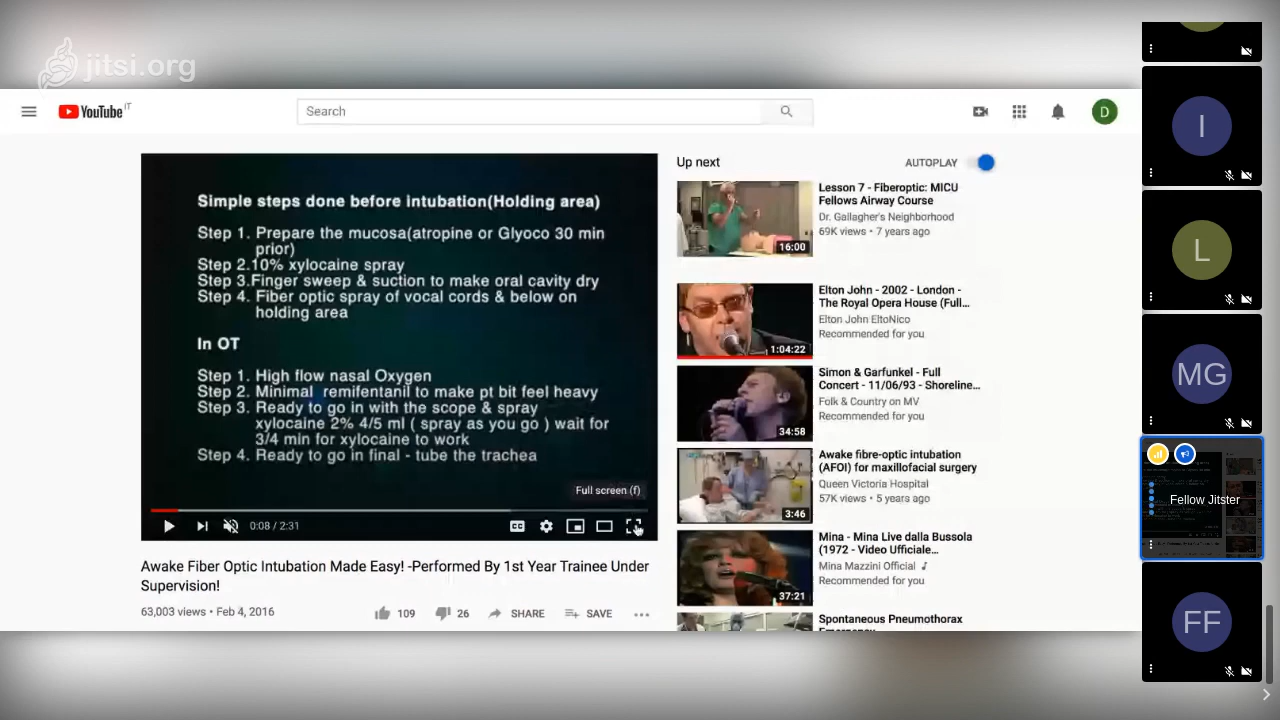 jitsi.org
YouTube IT
Search
D
Simple steps done before intubation(Holding area)
Step 1. Prepare the mucosa(atropine or Glyoco 30 min
prior)
Step 2.10% xylocaine spray
Step 3.Finger sweep & suction to make oral cavity dry
Step 4. Fiber optic spray of vocal cords & below on
holding area
In OT
Step 1. High flow nasal Oxygen
Step 2. Minimal remifentanil to make pt bit feel heavy
Step 3. Ready to go in with the scope & spray
xylocaine 2% 4/5 ml ( spray as you go ) wait for
3/4 min for xylocaine to work
Step 4. Ready to go in final - tube the trachea
Full screen (f)
0:08 / 2:31
CC
Awake Fiber Optic Intubation Made Easy! -Performed By 1st Year Trainee Under
Supervision!
63,003 views • Feb 4, 2016
109
26
SHARE
SAVE
Up next
AUTOPLAY
Lesson 7 - Fiberoptic: MICU
Fellows Airway Course
Dr. Gallagher's Neighborhood
69K views • 7 years ago
16:00
Elton John - 2002 - London -
The Royal Opera House (Full...
Elton John EltoNico
Recommended for you
1:04:22
Simon & Garfunkel - Full
Concert - 11/06/93 - Shoreline...
Folk & Country on MV
Recommended for you
34:58
Awake fibre-optic intubation
(AFOI) for maxillofacial surgery
Queen Victoria Hospital
57K views • 5 years ago
3:46
Mina - Mina Live dalla Bussola
(1972 - Video Ufficiale...
Mina Mazzini Official
Recommended for you
37:21
Spontaneous Pneumothorax
Emergency
I
L
MG
Fellow Jitster
FF